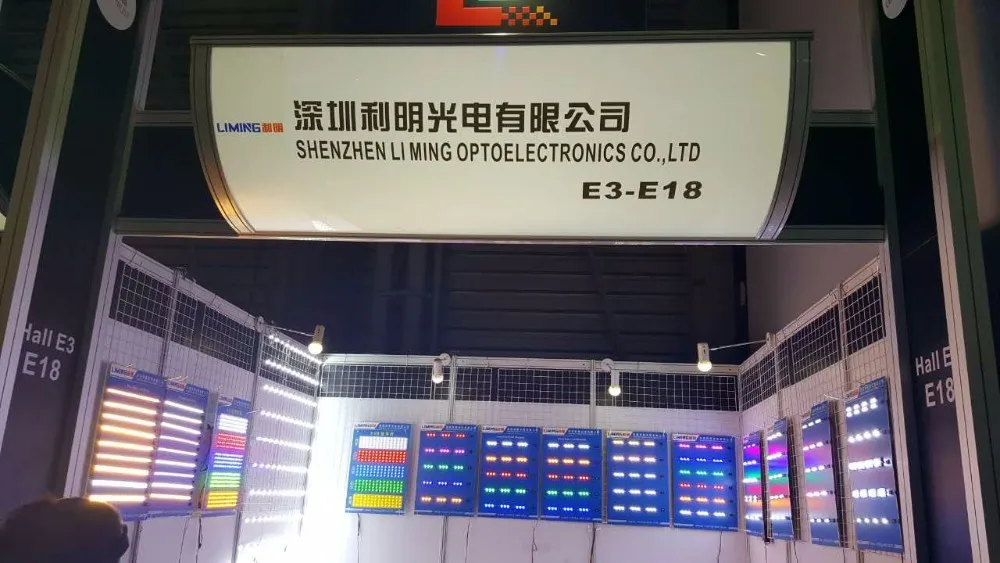 LIMING利明
深圳利明光电有限公司
SHENZHEN LI MING OPTOELECTRONICS CO.,LTD
E3-E18
Hall E3
E18
Hall E
E18